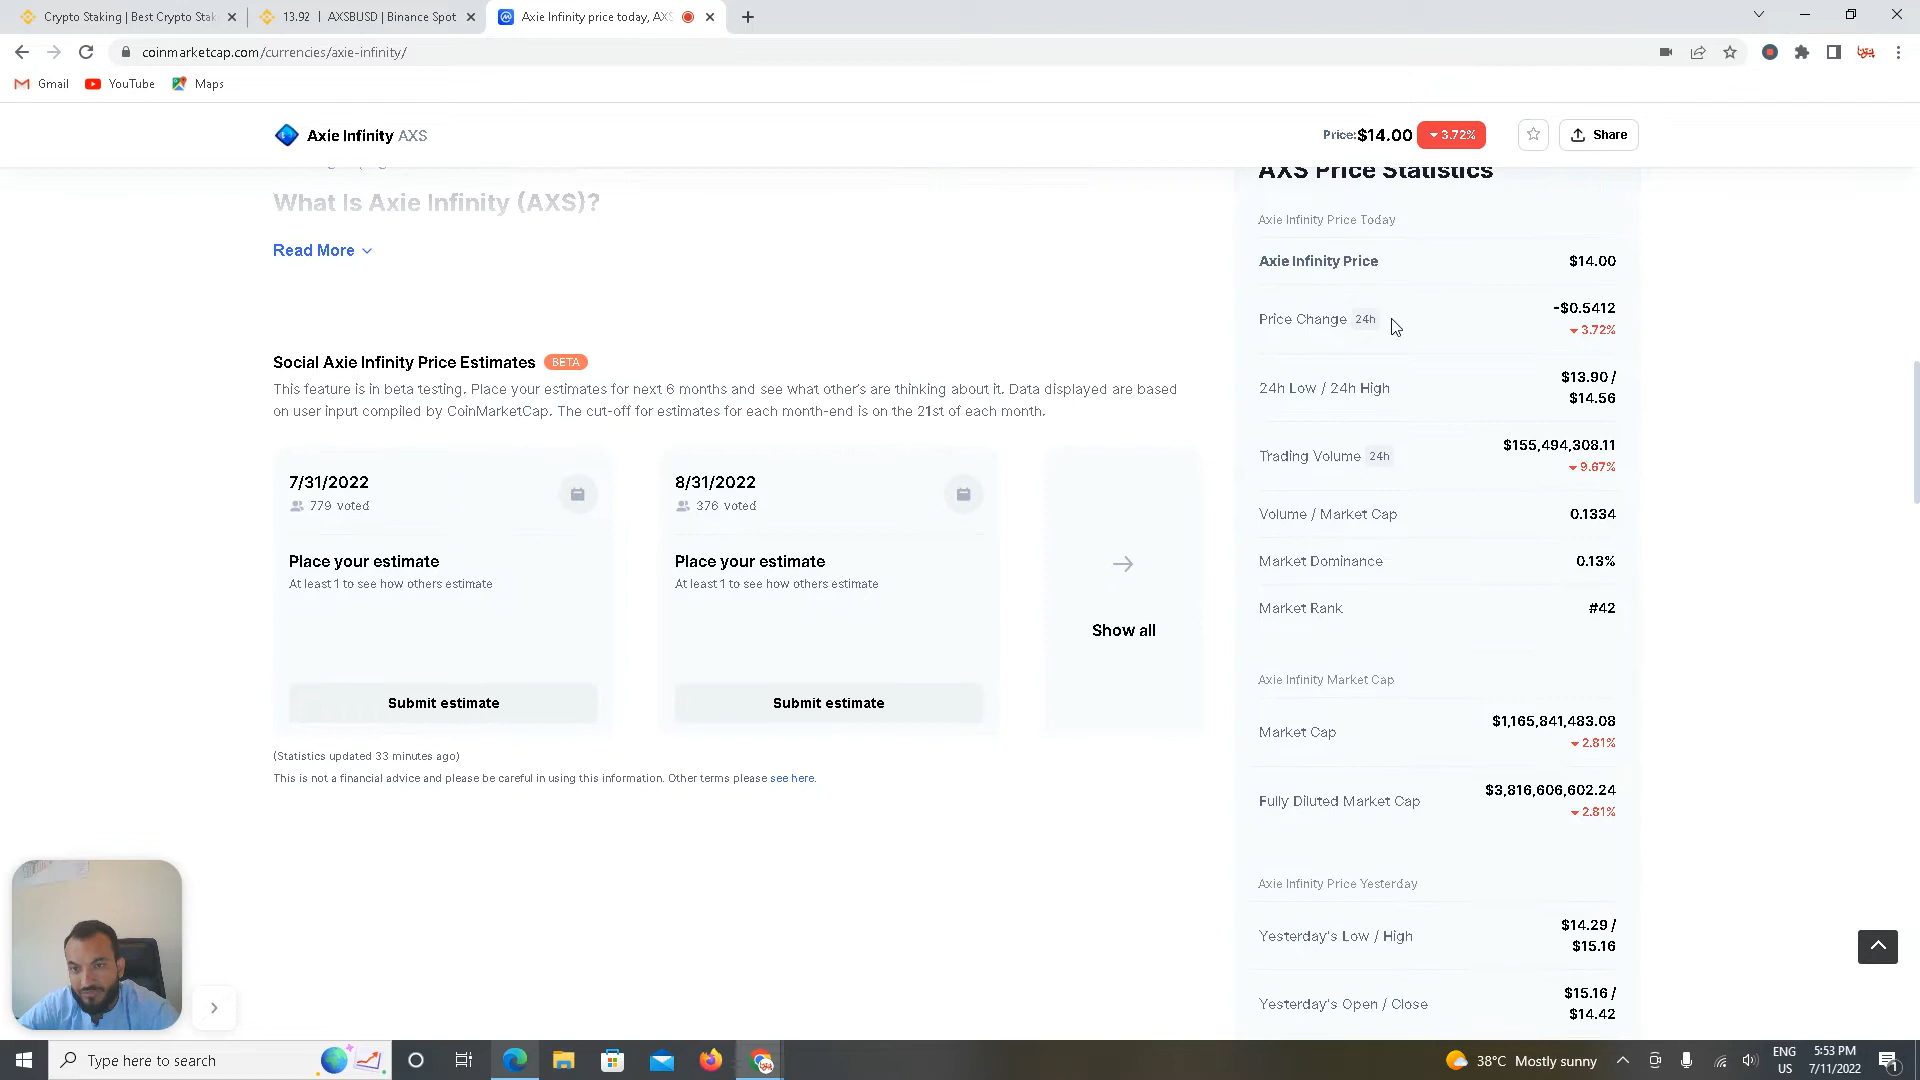 Crypto Staking | Best Crypto Stak
13.92 | AXSBUSD | Binance Spot
Axie Infinity price today, AXS
coinmarketcap.com/currencies/axie-infinity/
Gmail
YouTube
Maps
Axie Infinity AXS
Price:$14.00
3.72%
Share
What Is Axie Infinity (AXS)?
Read More
Social Axie Infinity Price Estimates BETA
This feature is in beta testing. Place your estimates for next 6 months and see what other's are thinking about it. Data displayed are based
on user input compiled by CoinMarketCap. The cut-off for estimates for each month-end is on the 21st of each month.
7/31/2022
779 voted
Place your estimate
At least 1 to see how others estimate
Submit estimate
8/31/2022
376 voted
Place your estimate
At least 1 to see how others estimate
Submit estimate
Show all
(Statistics updated 33 minutes ago)
This is not a financial advice and please be careful in using this information. Other terms please see here.
AXS Price Statistics
Axie Infinity Price Today
Axie Infinity Price $14.00
Price Change 24h -$0.5412
3.72%
24h Low / 24h High $13.90 /
$14.56
Trading Volume 24h $155,494,308.11
9.67%
Volume / Market Cap 0.1334
Market Dominance 0.13%
Market Rank #42
Axie Infinity Market Cap
Market Cap $1,165,841,483.08
2.81%
Fully Diluted Market Cap $3,816,606,602.24
2.81%
Axie Infinity Price Yesterday
Yesterday's Low / High $14.29 /
$15.16
Yesterday's Open / Close $15.16 /
$14.42
Type here to search
38°C Mostly sunny
ENG
US
5:53 PM
7/11/2022
1